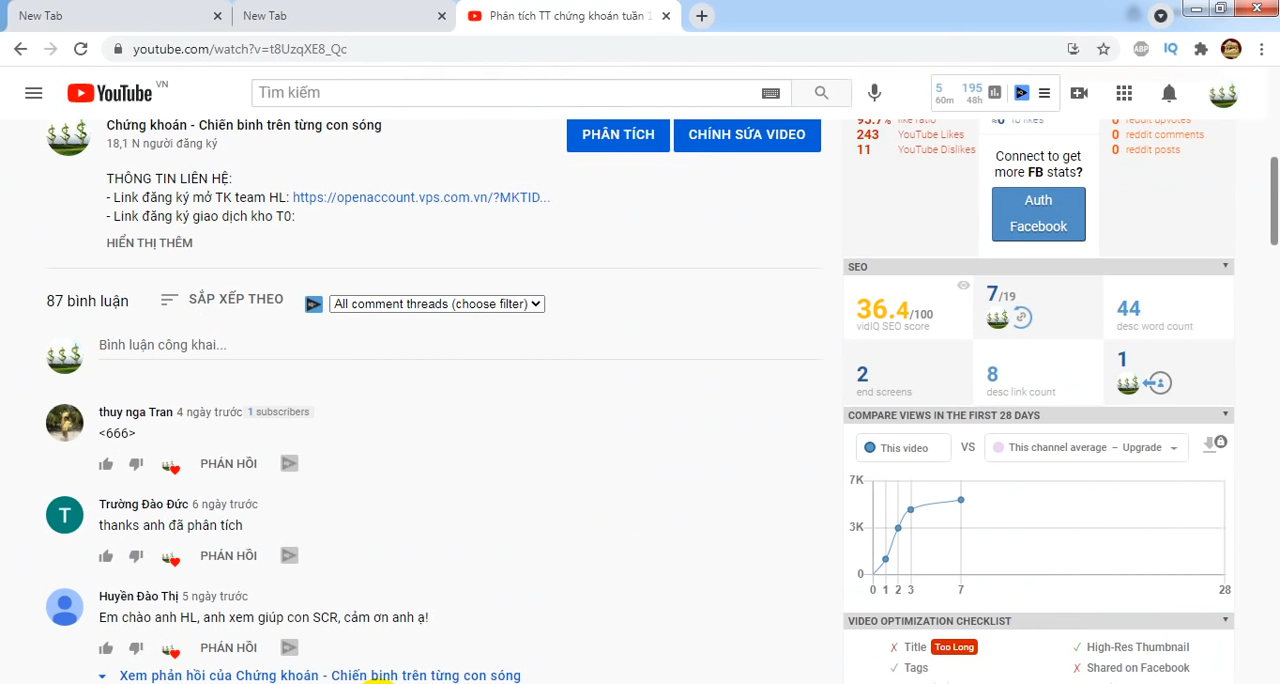 New Tab
New Tab
Phân tích TT chứng khoán tuần 1
youtube.com/watch?v=t8UzqXE8_Qc
ABP
IQ
YouTube VN
Tìm kiếm
5 60m
195 48h
Chứng khoán - Chiến binh trên từng con sóng
18,1 N người đăng ký
PHÂN TÍCH
CHỈNH SỬA VIDEO
THÔNG TIN LIÊN HỆ:
- Link đăng ký mở TK team HL: https://openaccount.vps.com.vn/?MKTID...
- Link đăng ký giao dịch kho T0:
HIỂN THỊ THÊM
87 bình luận
SẮP XẾP THEO
All comment threads (choose filter)
Bình luận công khai...
thuy nga Tran 4 ngày trước 1 subscribers
<666>
PHẢN HỒI
T
Trường Đào Đức 6 ngày trước
thanks anh đã phân tích
PHẢN HỒI
Huyền Đào Thị 5 ngày trước
Em chào anh HL, anh xem giúp con SCR, cảm ơn anh ạ!
PHẢN HỒI
Xem phản hồi của Chứng khoán - Chiến binh trên từng con sóng
like ratio
243 YouTube Likes
11 YouTube Dislikes
fb likes
Connect to get
more FB stats?
Auth
Facebook
0 reddit upvotes
0 reddit comments
0 reddit posts
SEO
36.4/100
vidIQ SEO score
7/19
44
desc word count
2
end screens
8
desc link count
1
COMPARE VIEWS IN THE FIRST 28 DAYS
This video
VS
This channel average – Upgrade
7K
3K
0
0 1 2 3 7 28
VIDEO OPTIMIZATION CHECKLIST
Title Too Long
High-Res Thumbnail
Tags
Shared on Facebook